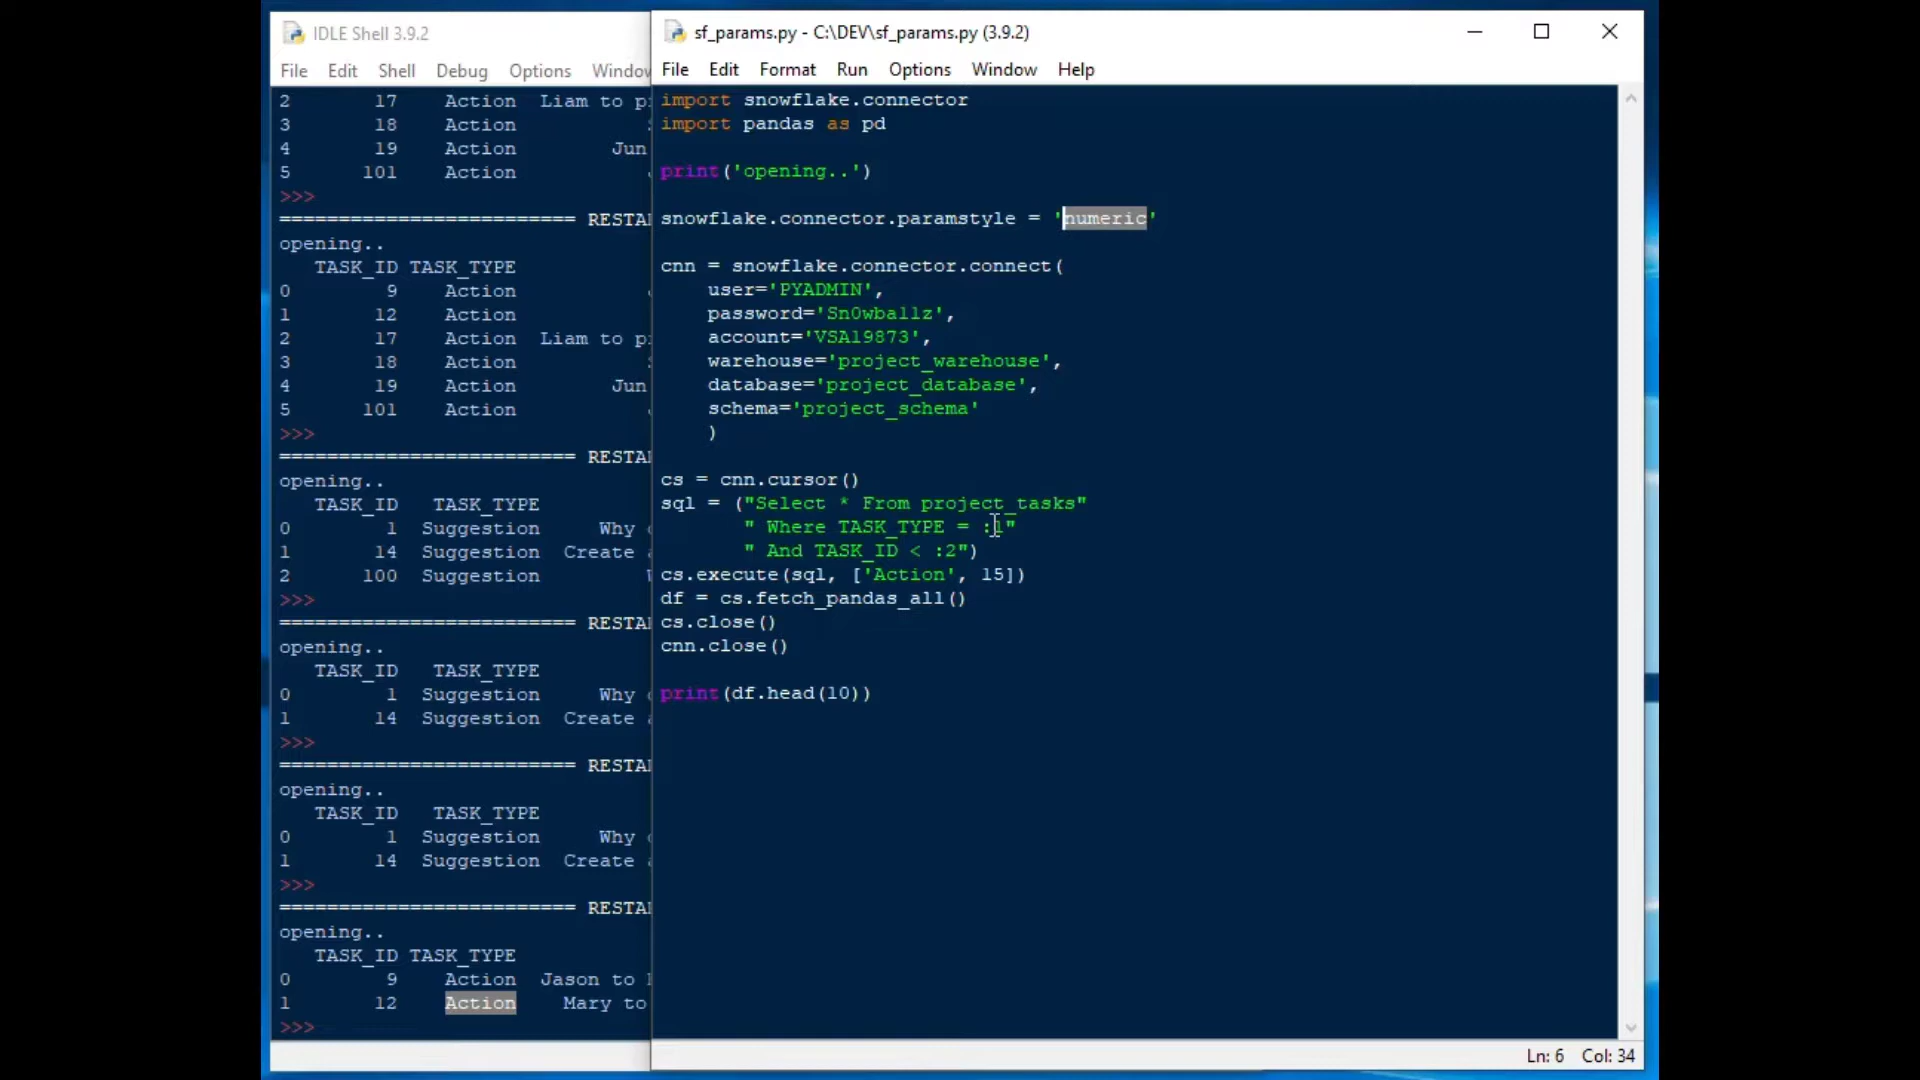 IDLE Shell 3.9.2
File Edit Shell Debug Options Window
2 17 Action Liam to
3 18 Action
4 19 Action Jun
5 101 Action
>>>
========================= RESTA
opening..
TASK_ID TASK_TYPE
0 9 Action
1 12 Action
2 17 Action Liam to
3 18 Action
4 19 Action Jun
5 101 Action
>>>
========================= RESTA
opening..
TASK_ID TASK_TYPE
0 1 Suggestion Why
1 14 Suggestion Create
2 100 Suggestion
>>>
========================= RESTA
opening..
TASK_ID TASK_TYPE
0 1 Suggestion Why
1 14 Suggestion Create
>>>
========================= RESTA
opening..
TASK_ID TASK_TYPE
0 1 Suggestion Why
1 14 Suggestion Create
>>>
========================= RESTA
opening..
TASK_ID TASK_TYPE
0 9 Action Jason to
1 12 Action Mary to
>>>
sf_params.py - C:\DEV\sf_params.py (3.9.2)
File Edit Format Run Options Window Help
import snowflake.connector
import pandas as pd
print('opening..')
snowflake.connector.paramstyle = 'numeric'
cnn = snowflake.connector.connect(
user='PYADMIN',
password='Sn0wballz',
account='VSA19873',
warehouse='project_warehouse',
database='project_database',
schema='project_schema'
)
cs = cnn.cursor()
sql = ("Select * From project_tasks"
" Where TASK_TYPE = :1"
" And TASK_ID < :2")
cs.execute(sql, ['Action', 15])
df = cs.fetch_pandas_all()
cs.close()
cnn.close()
print(df.head(10))
Ln: 6 Col: 34